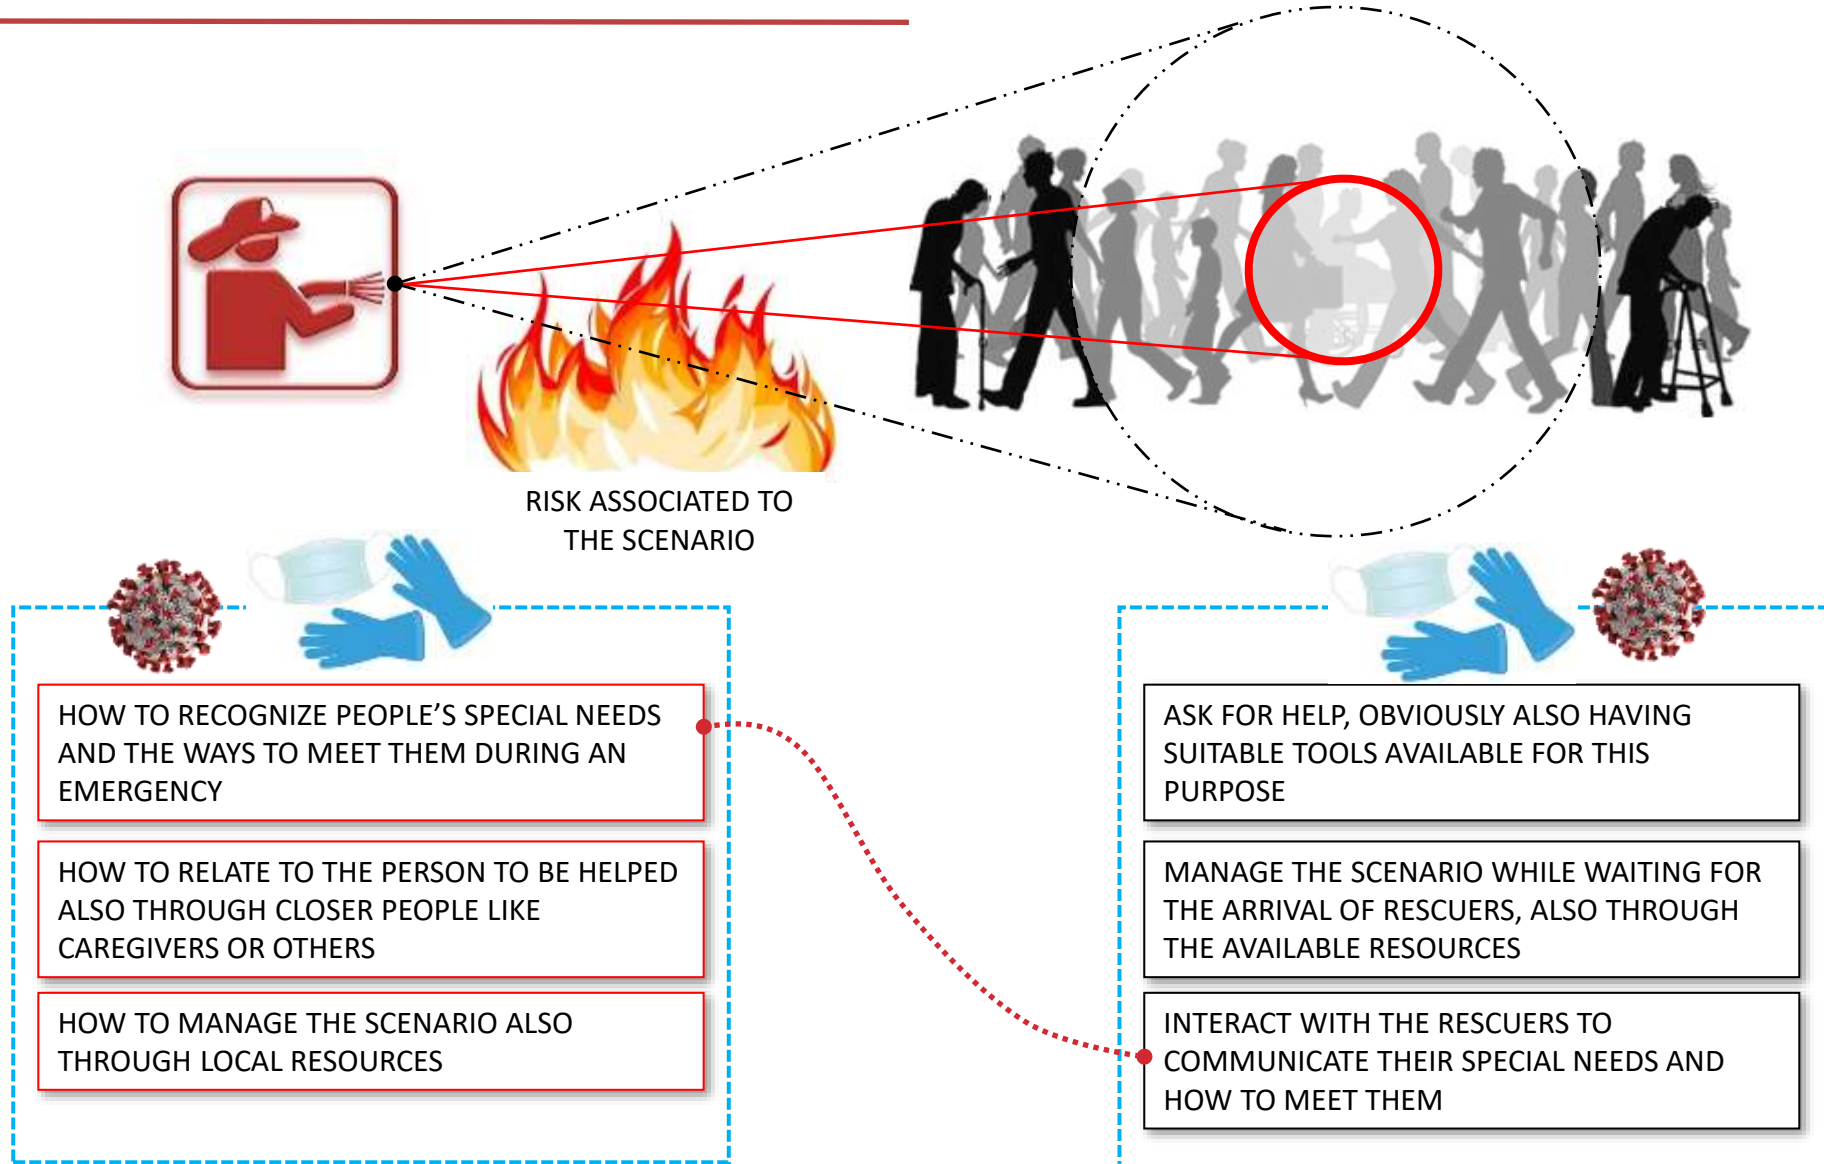 RISK ASSOCIATED TO
THE SCENARIO
HOW TO RECOGNIZE PEOPLE’S SPECIAL NEEDS
AND THE WAYS TO MEET THEM DURING AN
EMERGENCY
HOW TO RELATE TO THE PERSON TO BE HELPED
ALSO THROUGH CLOSER PEOPLE LIKE
CAREGIVERS OR OTHERS
HOW TO MANAGE THE SCENARIO ALSO
THROUGH LOCAL RESOURCES
ASK FOR HELP, OBVIOUSLY ALSO HAVING
SUITABLE TOOLS AVAILABLE FOR THIS
PURPOSE
MANAGE THE SCENARIO WHILE WAITING FOR
THE ARRIVAL OF RESCUERS, ALSO THROUGH
THE AVAILABLE RESOURCES
INTERACT WITH THE RESCUERS TO
COMMUNICATE THEIR SPECIAL NEEDS AND
HOW TO MEET THEM